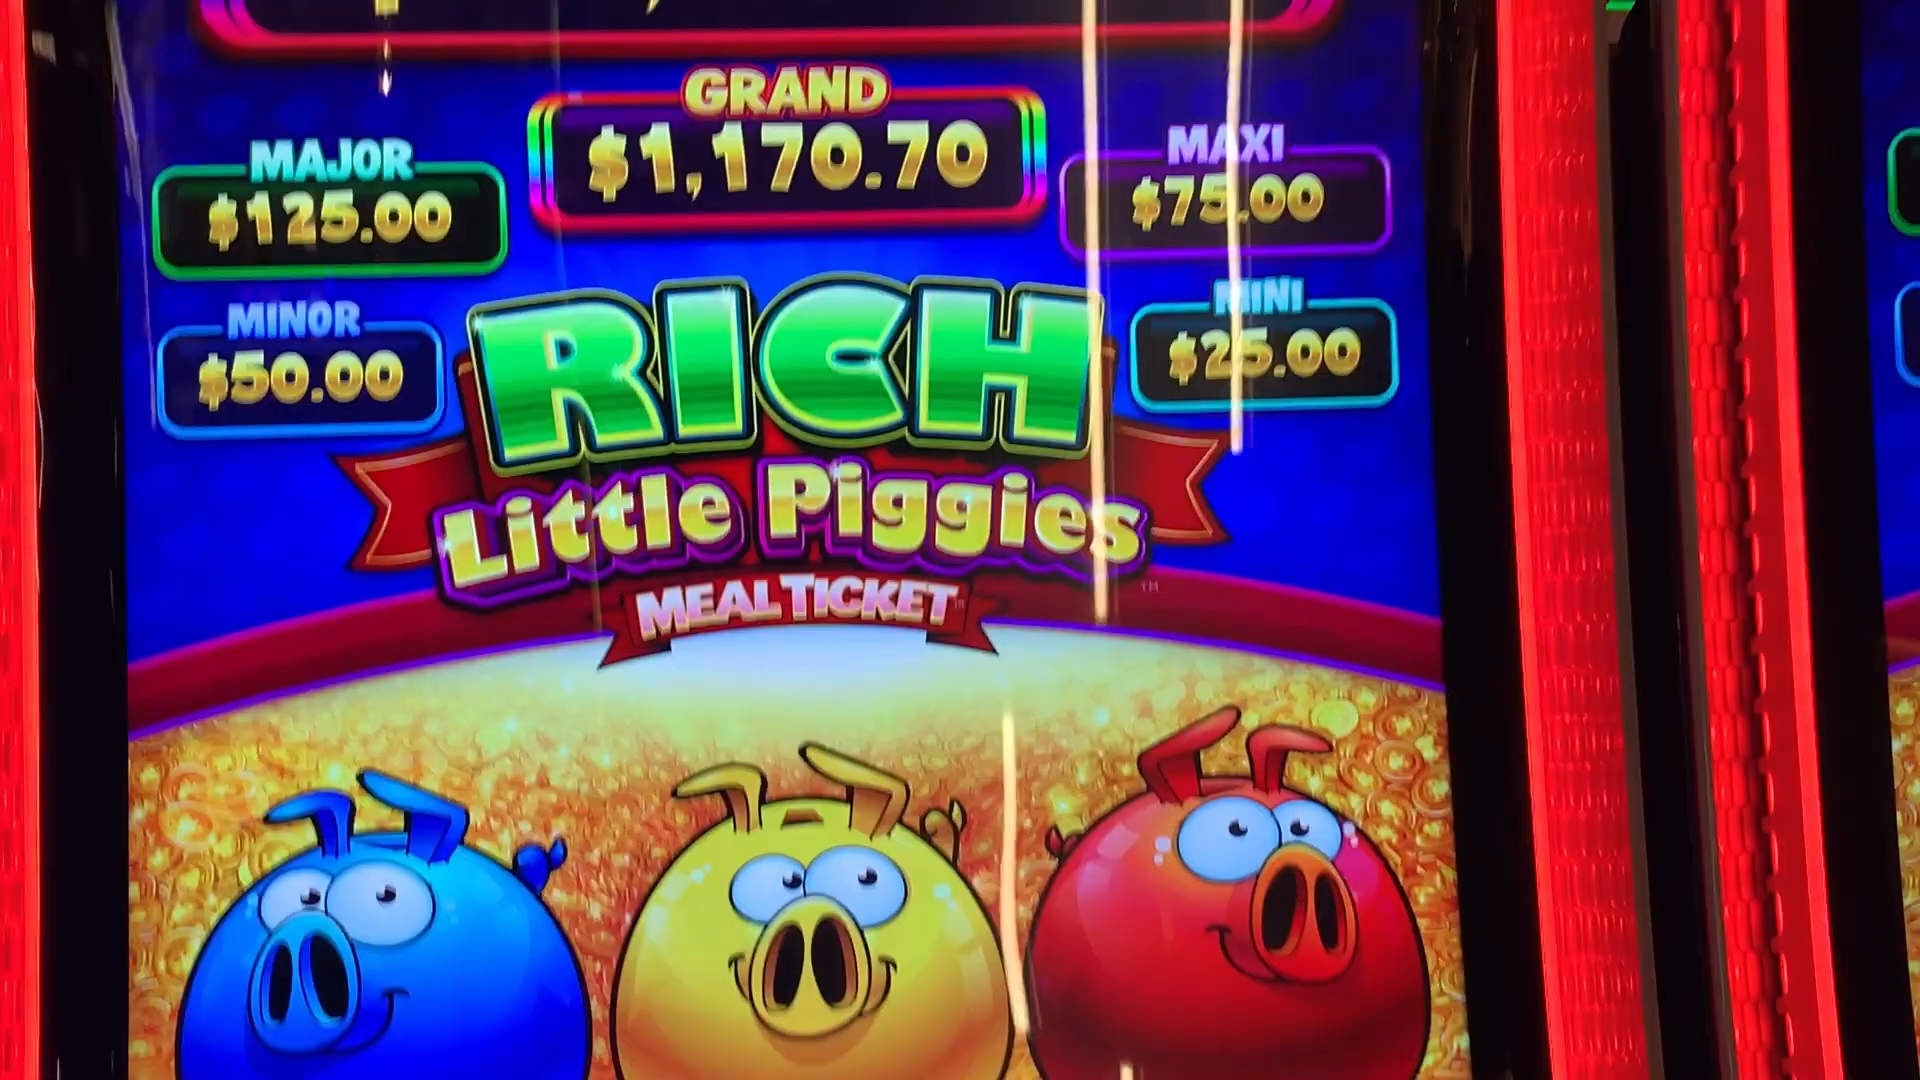 GRAND
$1,170.70
MAJOR
$125.00
MAXI
$75.00
MINOR
$50.00
MINI
$25.00
RICH
Little Piggies
™
MEAL TICKET